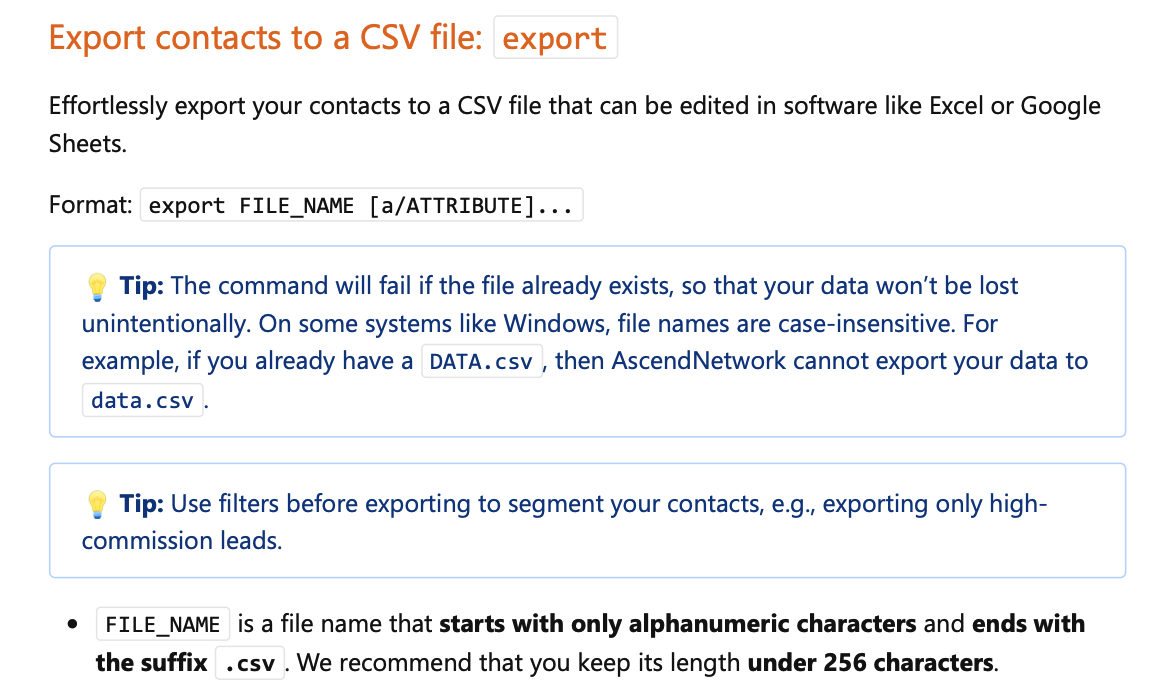 Export contacts to a CSV file: export
Effortlessly export your contacts to a CSV file that can be edited in software like Excel or Google
Sheets.
Format: export FILE_NAME [a/ATTRIBUTE]...
💡 Tip: The command will fail if the file already exists, so that your data won’t be lost
unintentionally. On some systems like Windows, file names are case-insensitive. For
example, if you already have a DATA.csv, then AscendNetwork cannot export your data to
data.csv.
💡 Tip: Use filters before exporting to segment your contacts, e.g., exporting only high-
commission leads.
• FILE_NAME is a file name that starts with only alphanumeric characters and ends with
the suffix .csv. We recommend that you keep its length under 256 characters.